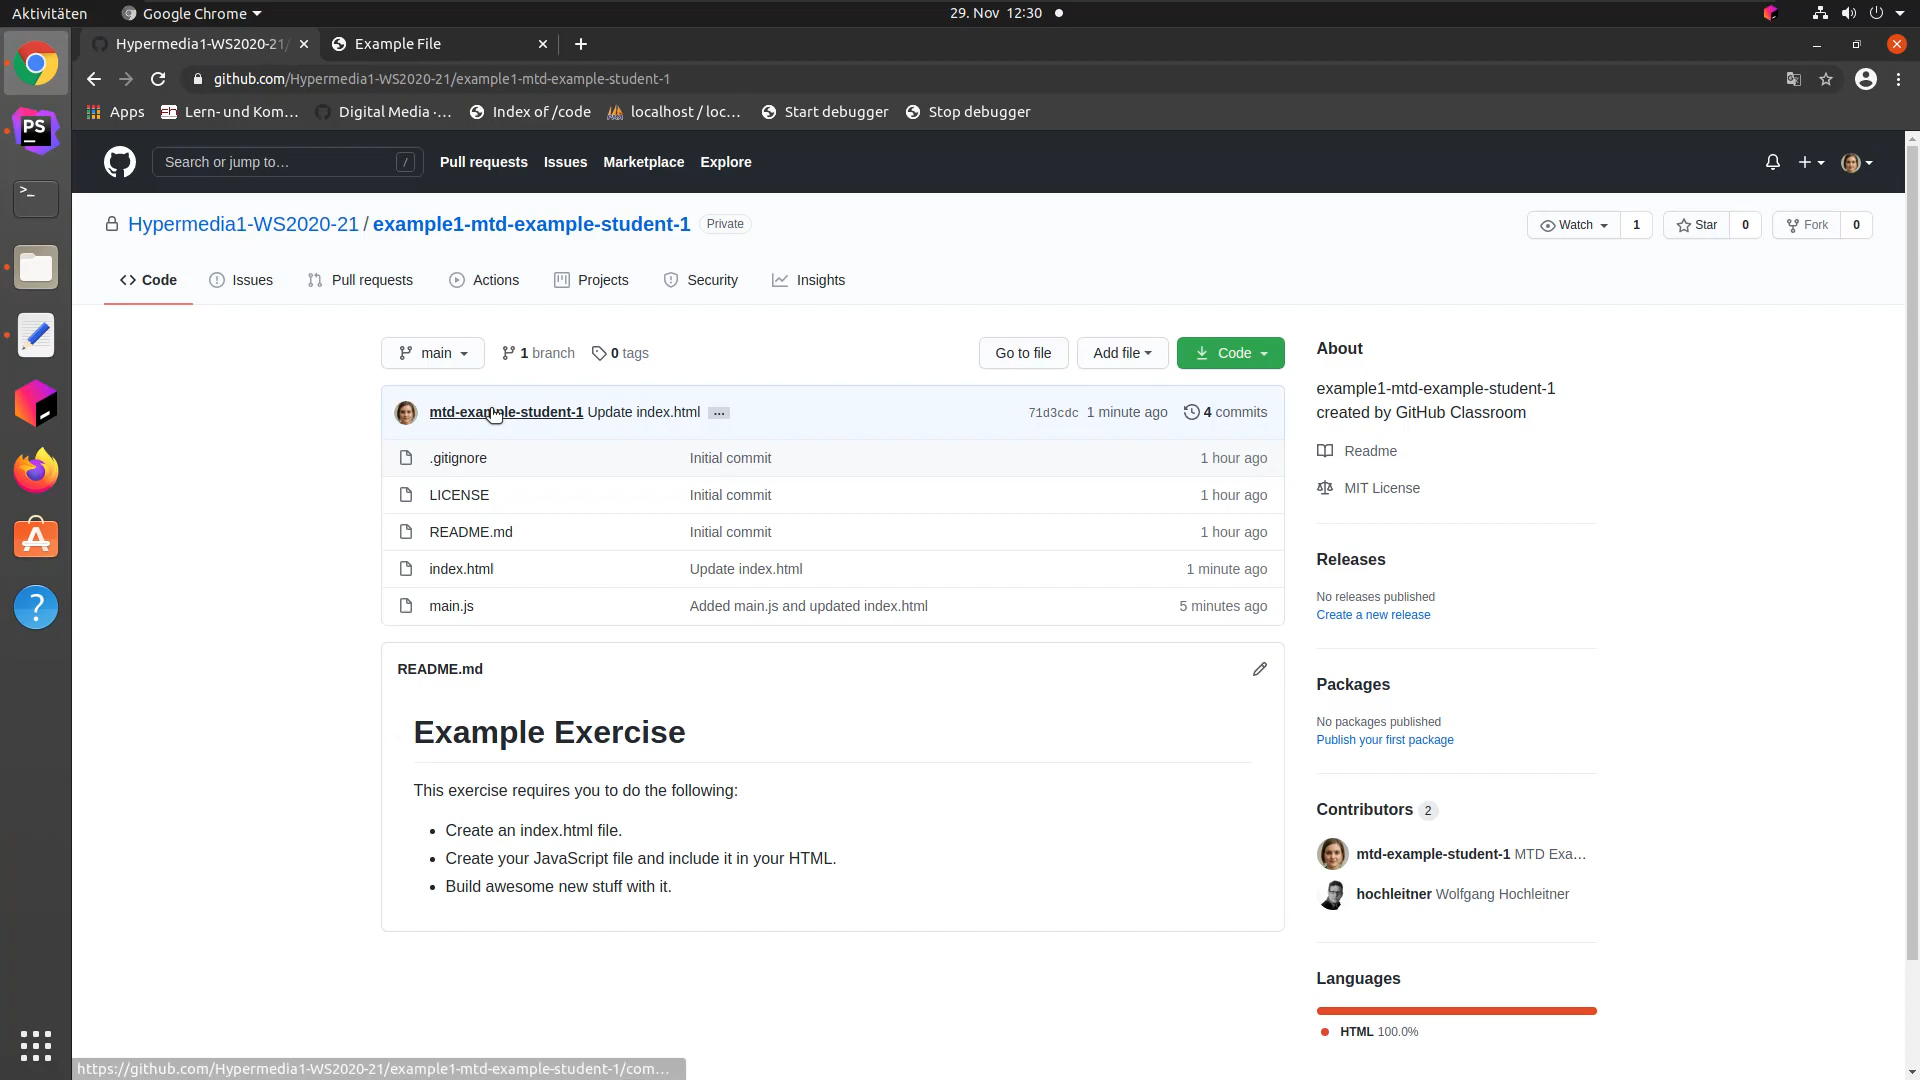 Aktivitäten
Google Chrome
29. Nov 12:30
Hypermedia1-WS2020-21/
Example File
github.com/Hypermedia1-WS2020-21/example1-mtd-example-student-1
Apps
Lern- und Kom…
Digital Media ·…
Index of /code
localhost / loc…
Start debugger
Stop debugger
Search or jump to…
/
Pull requests
Issues
Marketplace
Explore
Hypermedia1-WS2020-21 / example1-mtd-example-student-1
Private
Watch 1
Star 0
Fork 0
Code
Issues
Pull requests
Actions
Projects
Security
Insights
main
1 branch
0 tags
Go to file
Add file
Code
mtd-example-student-1 Update index.html …
71d3cdc 1 minute ago
4 commits
.gitignore Initial commit 1 hour ago
LICENSE Initial commit 1 hour ago
README.md Initial commit 1 hour ago
index.html Update index.html 1 minute ago
main.js Added main.js and updated index.html 5 minutes ago
README.md
Example Exercise
This exercise requires you to do the following:
• Create an index.html file.
• Create your JavaScript file and include it in your HTML.
• Build awesome new stuff with it.
About
example1-mtd-example-student-1
created by GitHub Classroom
Readme
MIT License
Releases
No releases published
Create a new release
Packages
No packages published
Publish your first package
Contributors 2
mtd-example-student-1 MTD Exa…
hochleitner Wolfgang Hochleitner
Languages
HTML 100.0%
PS
>_
?
https://github.com/Hypermedia1-WS2020-21/example1-mtd-example-student-1/com…